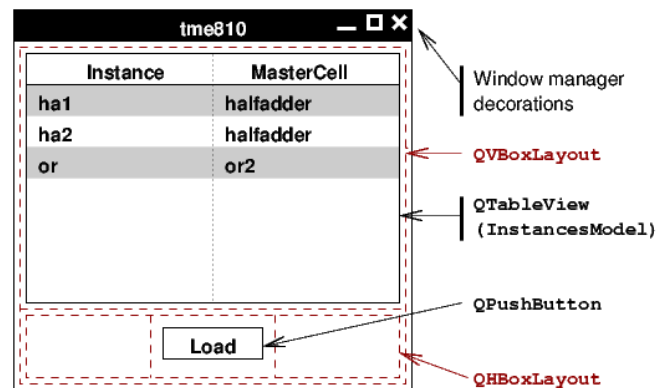 tme810
Instance MasterCell
ha1 halfadder
ha2 halfadder
or or2
Load
Window manager
decorations
QVBoxLayout
QTableView
(InstancesModel)
QPushButton
QHBoxLayout